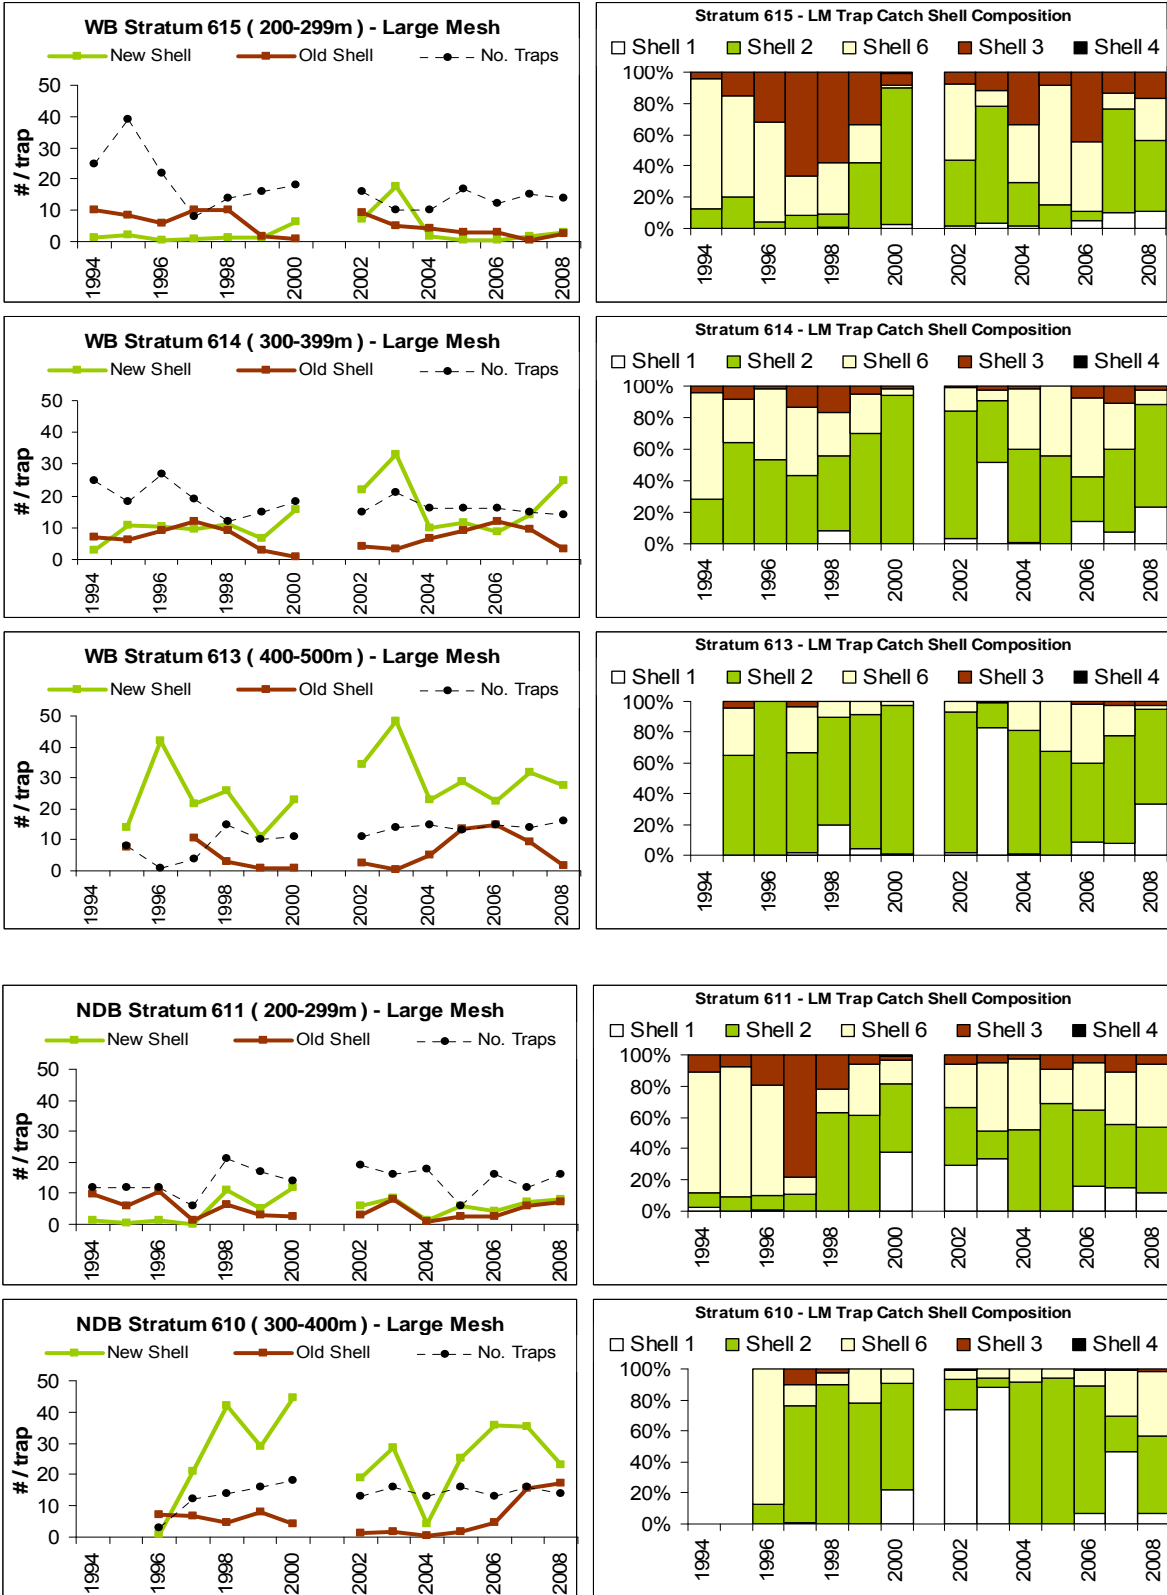 WB Stratum 615 ( 200-299m ) - Large Mesh
New Shell Old Shell No. Traps
50
40
30
20
10
0
# / trap
1994 1996 1998 2000 2002 2004 2006 2008
Stratum 615 - LM Trap Catch Shell Composition
Shell 1 Shell 2 Shell 6 Shell 3 Shell 4
100%
80%
60%
40%
20%
0%
1994 1996 1998 2000 2002 2004 2006 2008
WB Stratum 614 ( 300-399m ) - Large Mesh
New Shell Old Shell No. Traps
50
40
30
20
10
0
# / trap
1994 1996 1998 2000 2002 2004 2006 2008
Stratum 614 - LM Trap Catch Shell Composition
Shell 1 Shell 2 Shell 6 Shell 3 Shell 4
100%
80%
60%
40%
20%
0%
1994 1996 1998 2000 2002 2004 2006 2008
WB Stratum 613 ( 400-500m ) - Large Mesh
New Shell Old Shell No. Traps
50
40
30
20
10
0
# / trap
1994 1996 1998 2000 2002 2004 2006 2008
Stratum 613 - LM Trap Catch Shell Composition
Shell 1 Shell 2 Shell 6 Shell 3 Shell 4
100%
80%
60%
40%
20%
0%
1994 1996 1998 2000 2002 2004 2006 2008
NDB Stratum 611 ( 200-299m ) - Large Mesh
New Shell Old Shell No. Traps
50
40
30
20
10
0
# / trap
1994 1996 1998 2000 2002 2004 2006 2008
Stratum 611 - LM Trap Catch Shell Composition
Shell 1 Shell 2 Shell 6 Shell 3 Shell 4
100%
80%
60%
40%
20%
0%
1994 1996 1998 2000 2002 2004 2006 2008
NDB Stratum 610 ( 300-400m ) - Large Mesh
New Shell Old Shell No. Traps
50
40
30
20
10
0
# / trap
1994 1996 1998 2000 2002 2004 2006 2008
Stratum 610 - LM Trap Catch Shell Composition
Shell 1 Shell 2 Shell 6 Shell 3 Shell 4
100%
80%
60%
40%
20%
0%
1994 1996 1998 2000 2002 2004 2006 2008